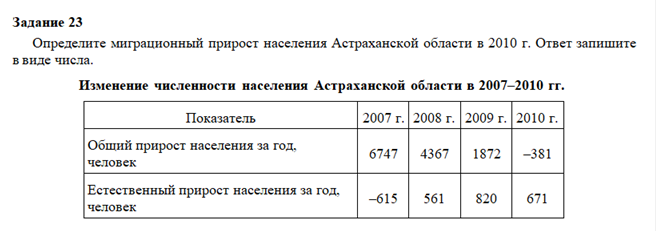 Задание 23
Определите миграционный прирост населения Астраханской области в 2010 г. Ответ запишите
в виде числа.
Изменение численности населения Астраханской области в 2007–2010 гг.
Показатель 2007 г. 2008 г. 2009 г. 2010 г.
Общий прирост населения за год,
человек 6747 4367 1872 –381
Естественный прирост населения за год,
человек –615 561 820 671